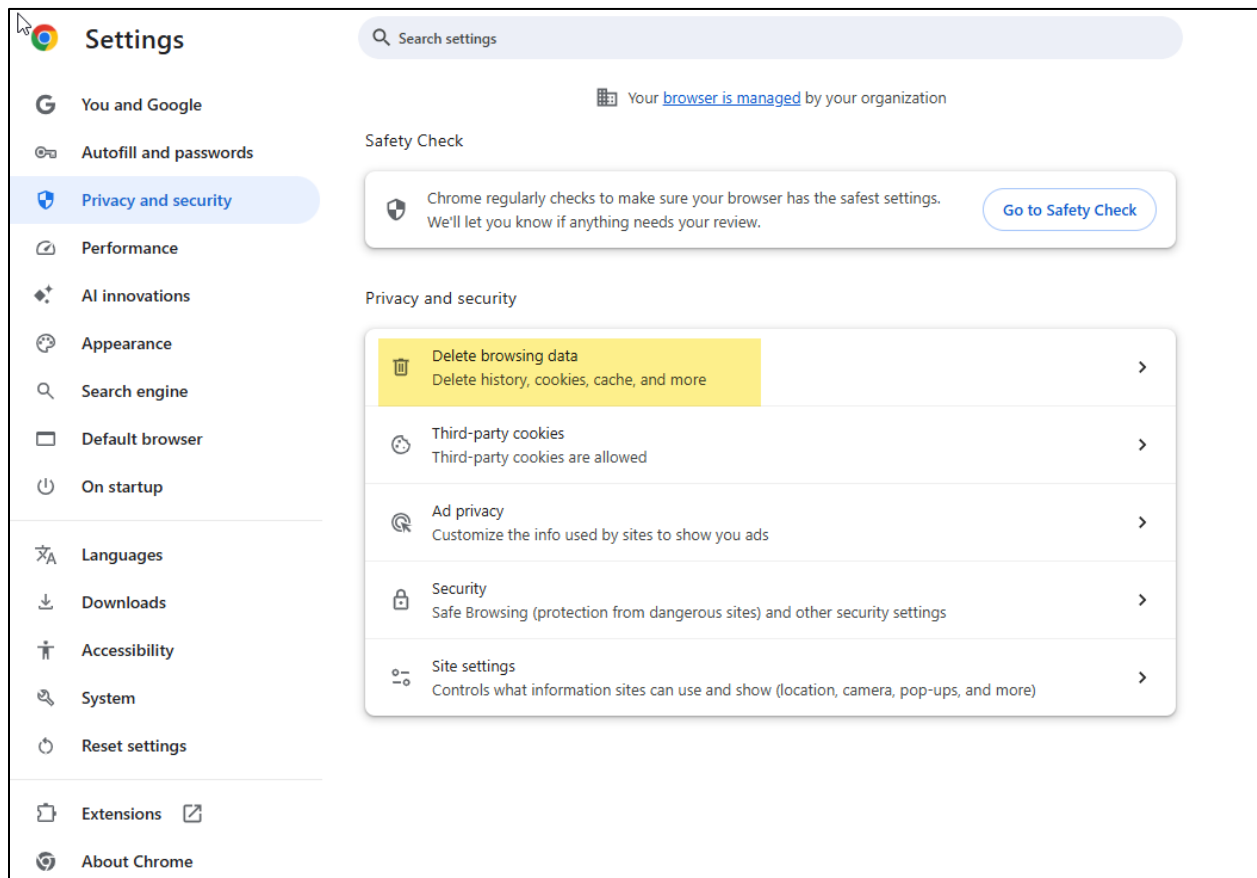 Settings
Search settings
You and Google
Autofill and passwords
Privacy and security
Performance
AI innovations
Appearance
Search engine
Default browser
On startup
Languages
Downloads
Accessibility
System
Reset settings
Extensions
About Chrome
Your browser is managed by your organization
Safety Check
Chrome regularly checks to make sure your browser has the safest settings.
We'll let you know if anything needs your review.
Go to Safety Check
Privacy and security
Delete browsing data
Delete history, cookies, cache, and more
Third-party cookies
Third-party cookies are allowed
Ad privacy
Customize the info used by sites to show you ads
Security
Safe Browsing (protection from dangerous sites) and other security settings
Site settings
Controls what information sites can use and show (location, camera, pop-ups, and more)